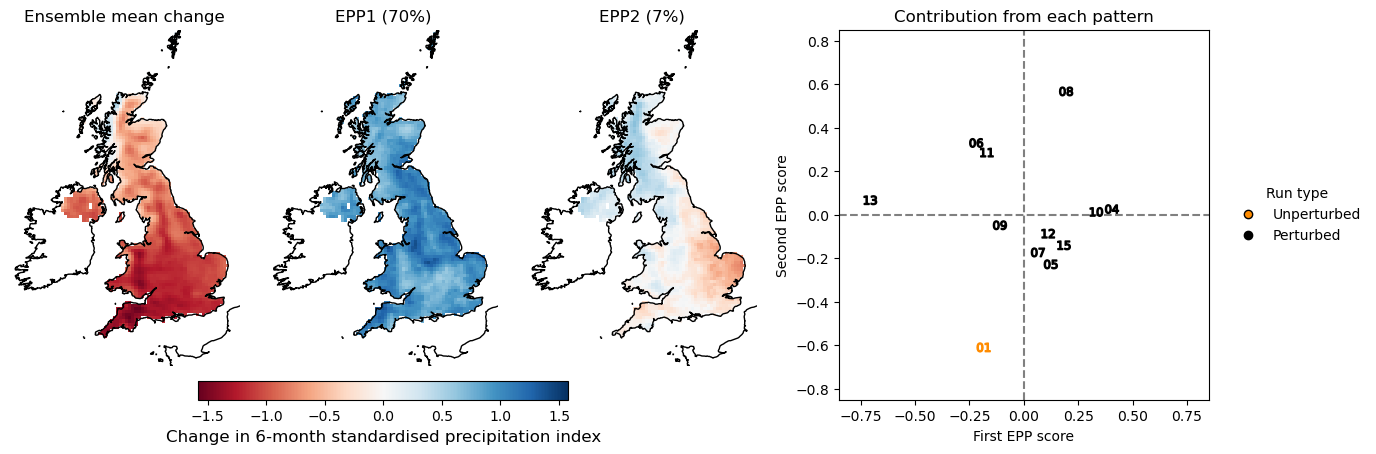 Ensemble mean change
EPP1 (70%)
EPP2 (7%)
−1.5 −1.0 −0.5 0.0 0.5 1.0 1.5
Change in 6-month standardised precipitation index
Contribution from each pattern
Second EPP score
0.8
0.6
0.4
0.2
0.0
−0.2
−0.4
−0.6
−0.8
08
06
11
13
10
04
09
12
15
07
05
01
−0.75 −0.50 −0.25 0.00 0.25 0.50 0.75
First EPP score
Run type
Unperturbed
Perturbed